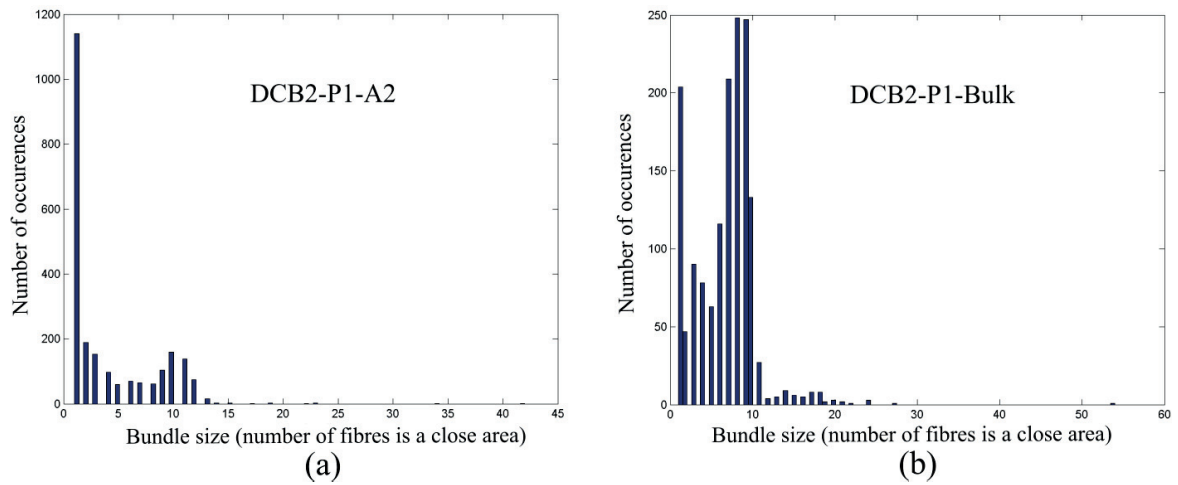 1200
1000
800
600
400
200
0
0 5 10 15 20 25 30 35 40 45
Number of occurences
DCB2-P1-A2
Bundle size (number of fibres is a close area)
(a)
250
200
150
100
50
0
0 10 20 30 40 50 60
Number of occurences
DCB2-P1-Bulk
Bundle size (number of fibres is a close area)
(b)